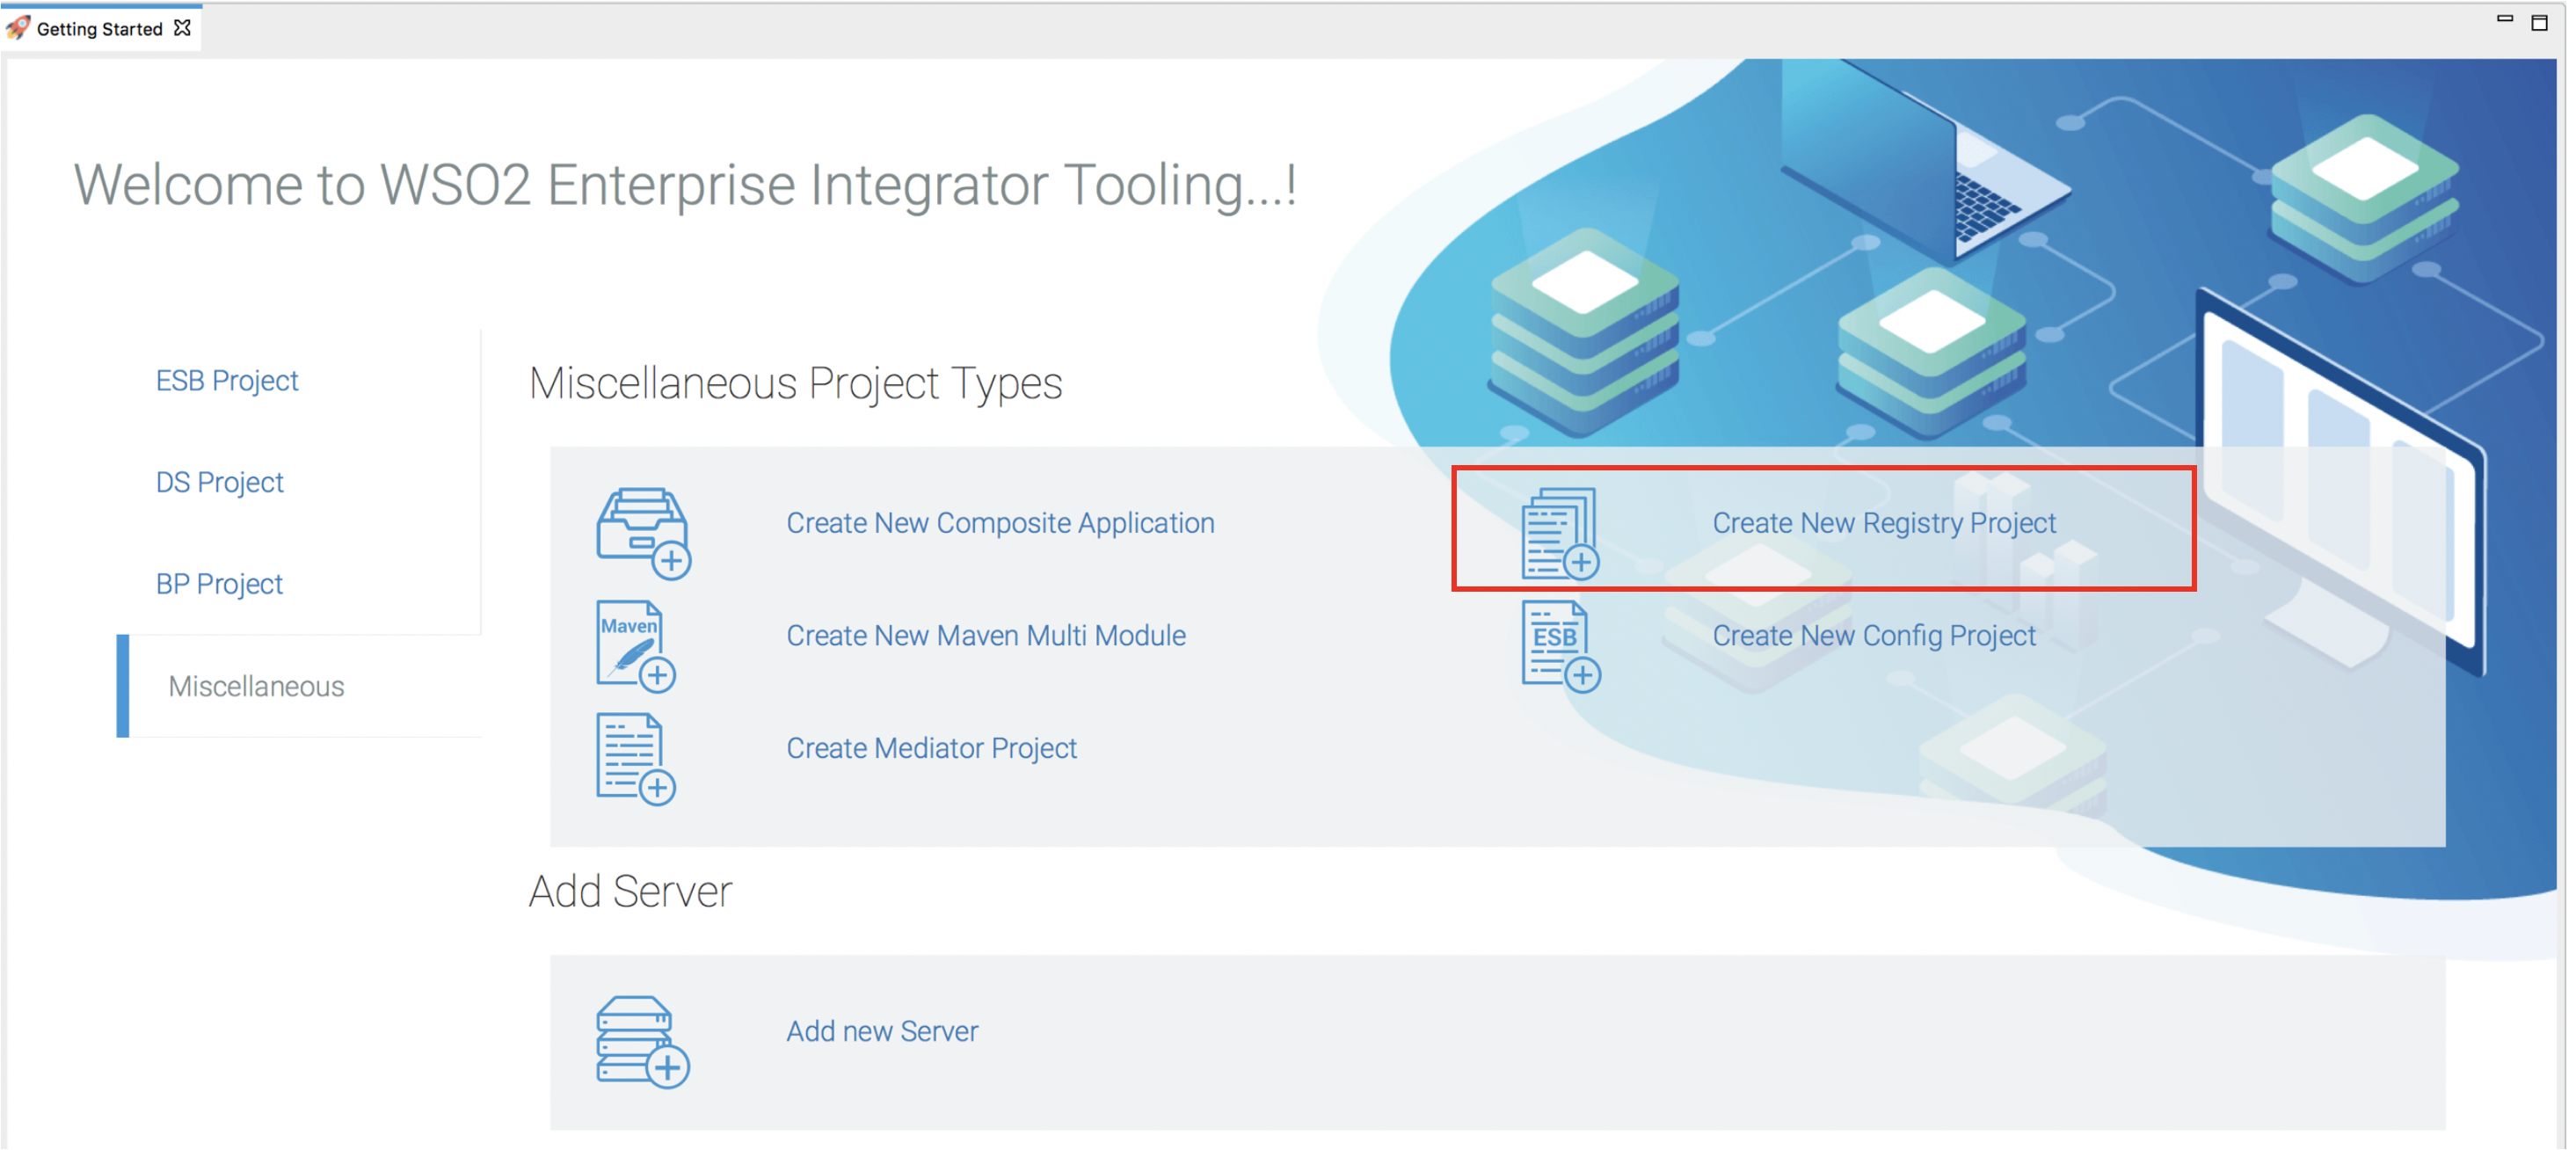 Getting Started
Welcome to WSO2 Enterprise Integrator Tooling...!
ESB Project
DS Project
BP Project
Miscellaneous
Miscellaneous Project Types
Create New Composite Application
Create New Registry Project
Maven
Create New Maven Multi Module
ESB
Create New Config Project
Create Mediator Project
Add Server
Add new Server